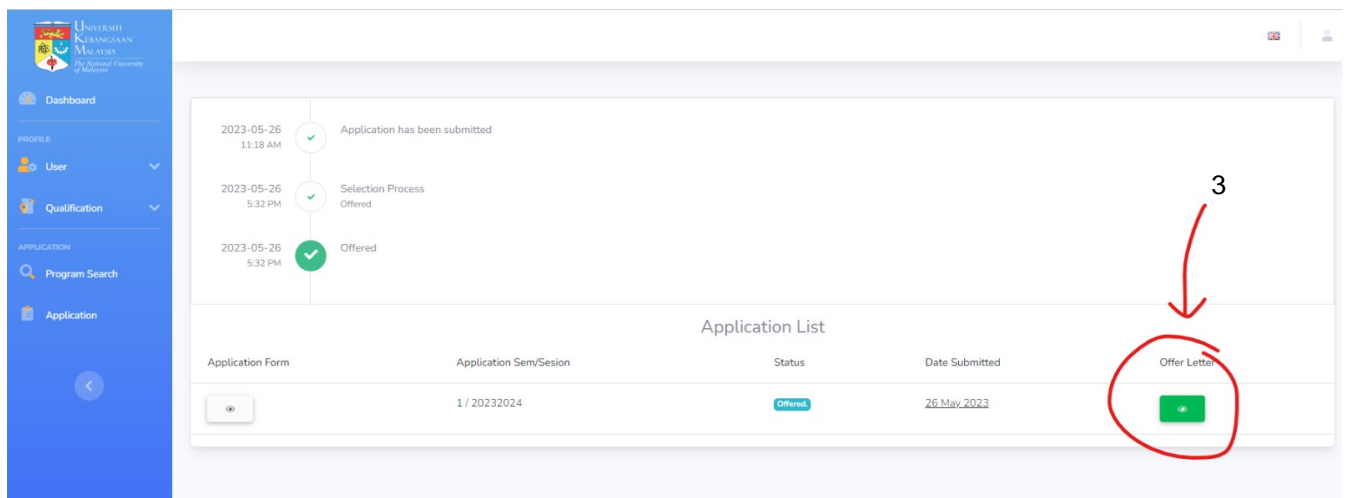 UNIVERSITI
KEBANGSAAN
MALAYSIA
The National University
of Malaysia
Dashboard
PROFILE
User
Qualification
APPLICATION
Program Search
Application
2023-05-26
11:18 AM
Application has been submitted
2023-05-26
5:32 PM
Selection Process
Offered
2023-05-26
5:32 PM
Offered
3
Application List
Application Form Application Sem/Sesion Status Date Submitted Offer Letter
1 / 20232024 Offered. 26 May 2023